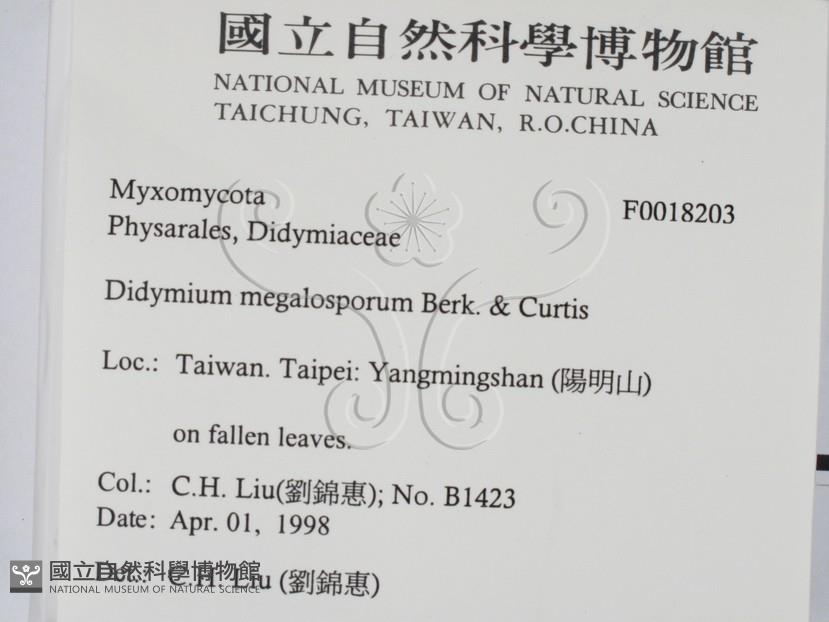 國立自然科學博物館
NATIONAL MUSEUM OF NATURAL SCIENCE
TAICHUNG, TAIWAN, R.O.CHINA
Myxomycota
F0018203
Physarales, Didymiaceae
Didymium megalosporum Berk. & Curtis
Loc.: Taiwan. Taipei: Yangmingshan (陽明山)
on fallen leaves.
Col.: C.H. Liu(劉錦惠); No. B1423
Date: Apr. 01, 1998
Det.: C.H. Liu (劉錦惠)
國立自然科學博物館
NATIONAL MUSEUM OF NATURAL SCIENCE